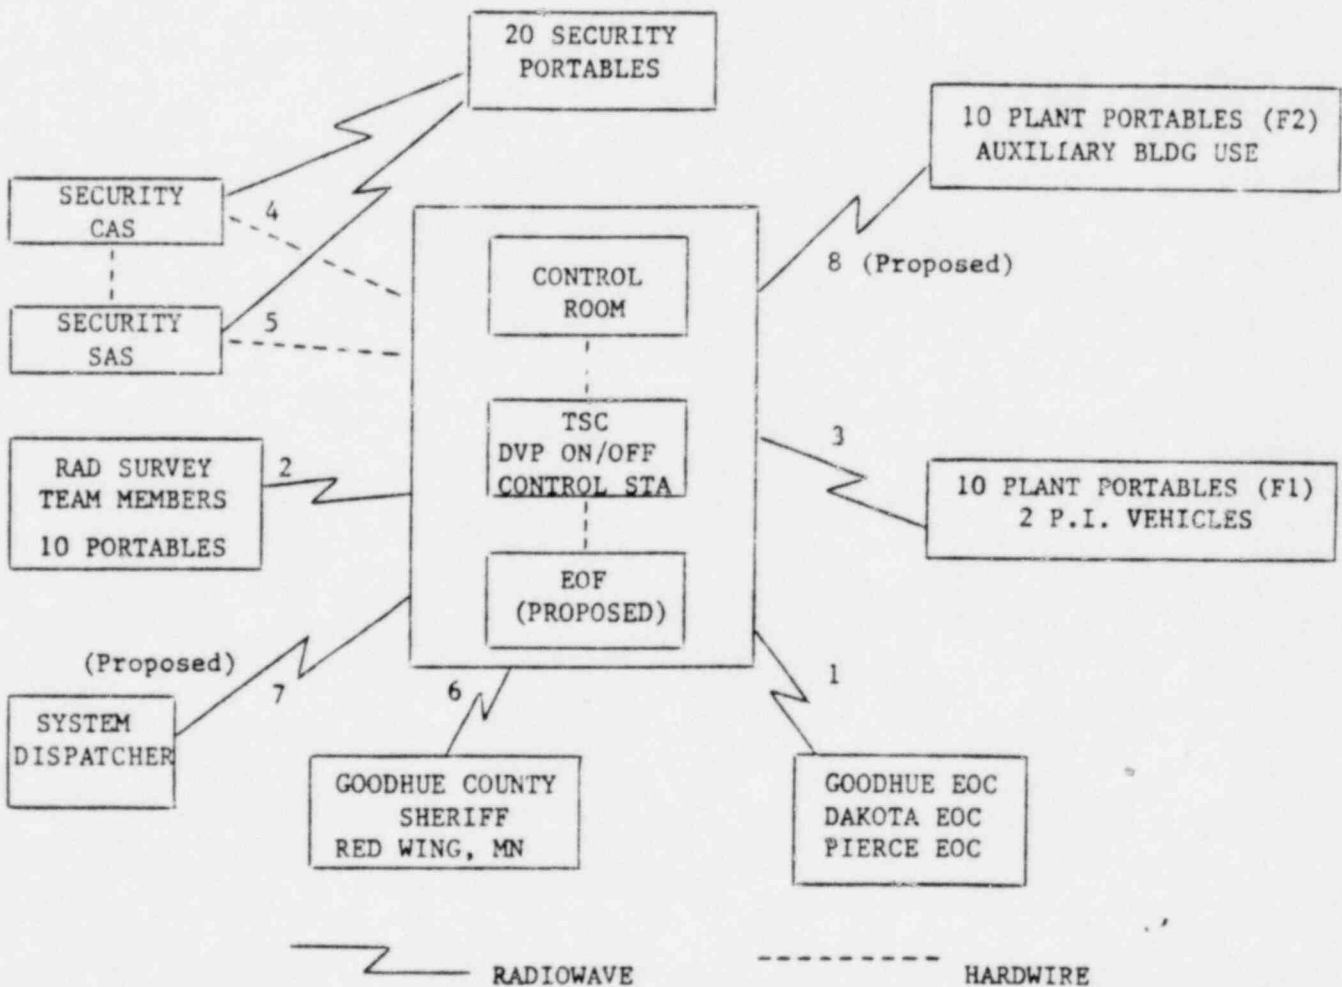 20 SECURITY
PORTABLES
10 PLANT PORTABLES (F2)
AUXILIARY BLDG USE
SECURITY
CAS
4
8 (Proposed)
CONTROL
ROOM
SECURITY
SAS
5
TSC
DVP ON/OFF
CONTROL STA
3
RAD SURVEY
TEAM MEMBERS
10 PORTABLES
2
10 PLANT PORTABLES (F1)
2 P.I. VEHICLES
EOF
(PROPOSED)
(Proposed)
7
6
1
SYSTEM
DISPATCHER
GOODHUE COUNTY
SHERIFF
RED WING, MN
GOODHUE EOC
DAKOTA EOC
PIERCE EOC
RADIOWAVE
HARDWIRE